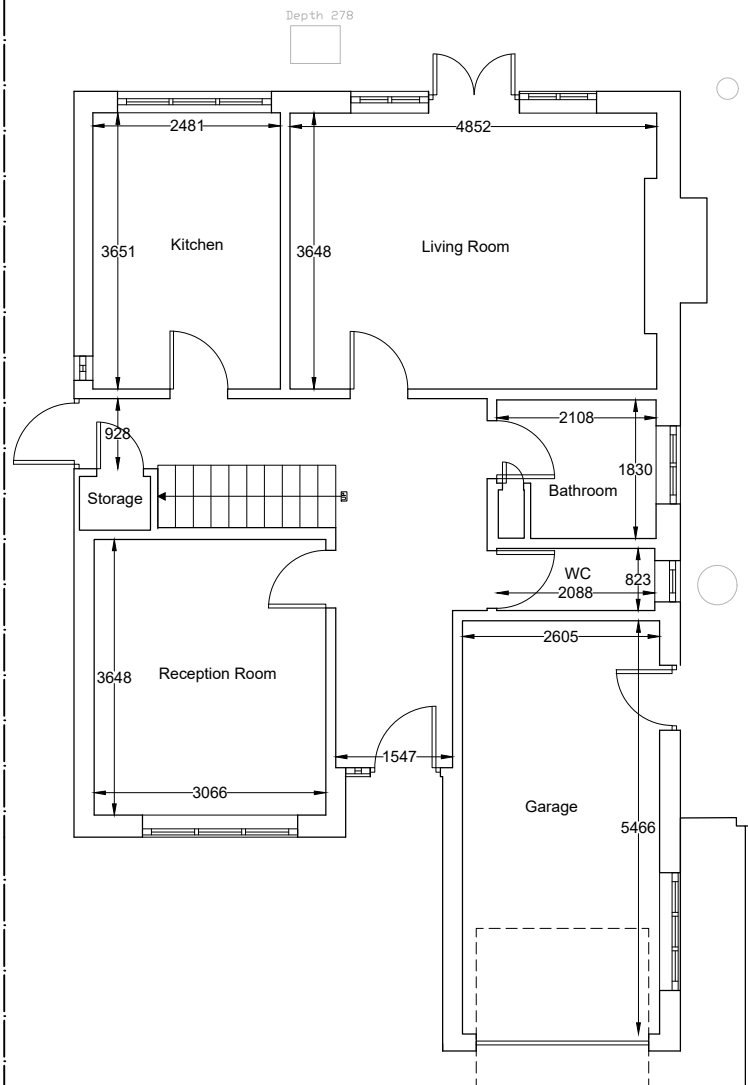 Depth 278
2481
4852
Kitchen
Living Room
3651
3648
928
2108
1830
Storage
Bathroom
UP
WC
823
2088
2605
3648
Reception Room
1547
3066
Garage
5466